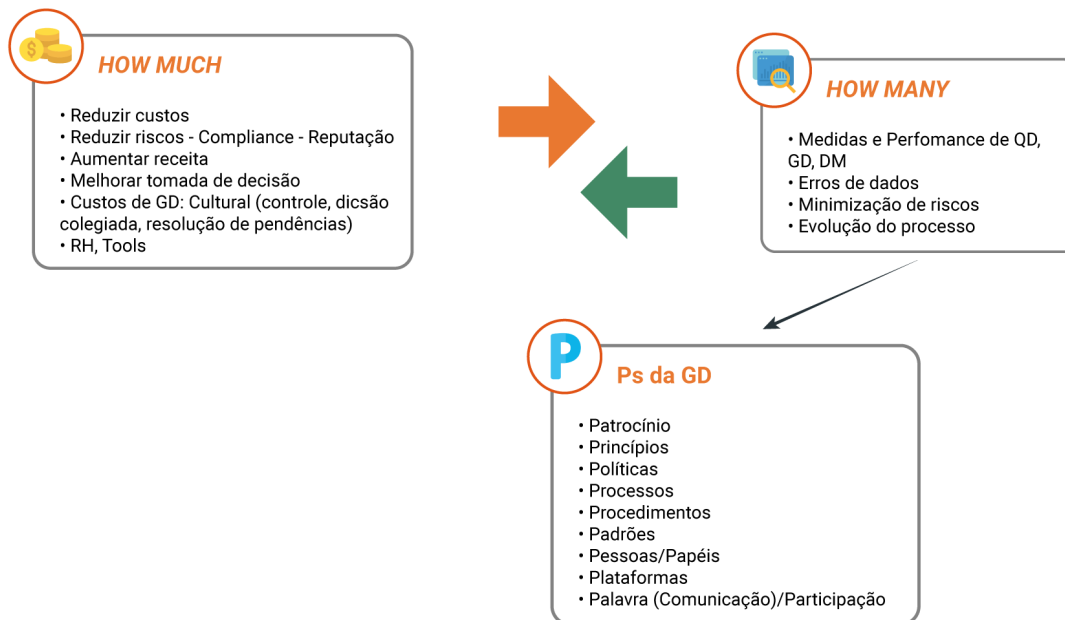 HOW MUCH
• Reduzir custos
• Reduzir riscos - Compliance - Reputação
• Aumentar receita
• Melhorar tomada de decisão
• Custos de GD: Cultural (controle, dicsão
colegiada, resolução de pendências)
• RH, Tools
HOW MANY
• Medidas e Perfomance de QD,
GD, DM
• Erros de dados
• Minimização de riscos
• Evolução do processo
P
Ps da GD
• Patrocínio
• Princípios
• Políticas
• Processos
• Procedimentos
• Padrões
• Pessoas/Papéis
• Plataformas
• Palavra (Comunicação)/Participação